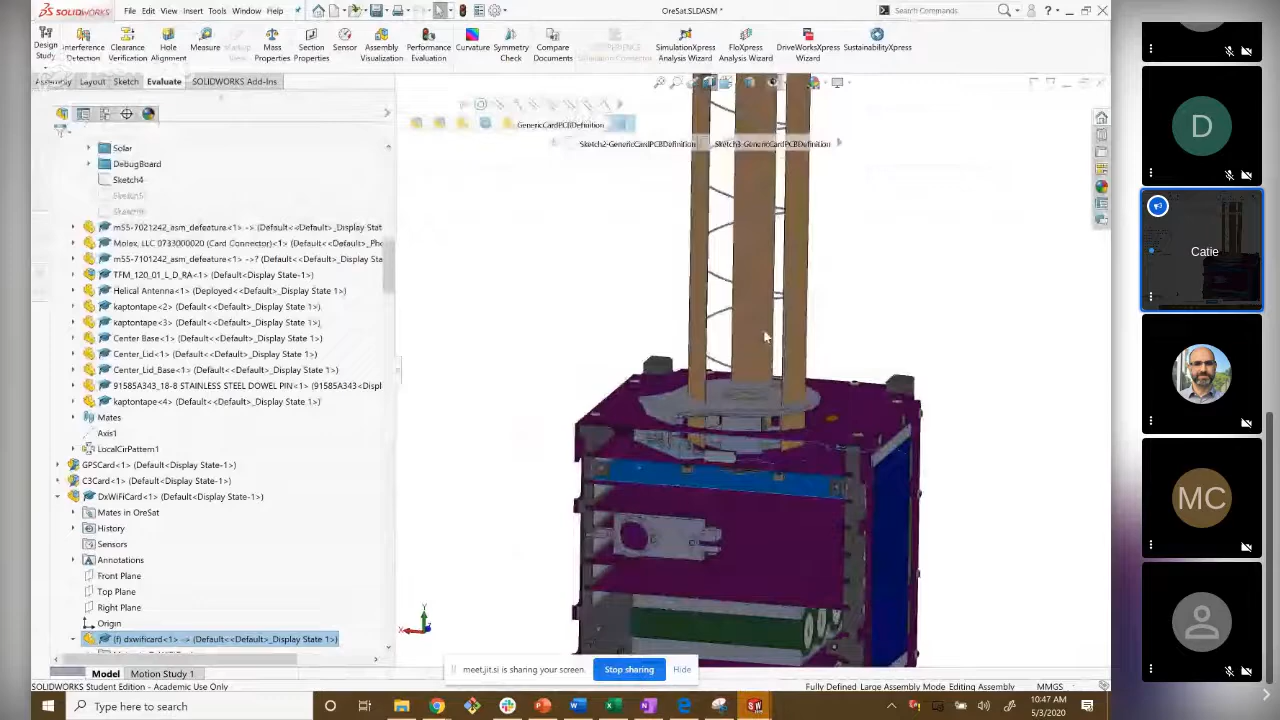 SOLIDWORKS File Edit View Insert Tools Window Help OreSat.SLDASM * Search Commands
Design Study Interference Detection Clearance Verification Hole Alignment Measure Markup View Mass Properties Section Properties Sensor Assembly Visualization Performance Evaluation Curvature Symmetry Check Compare Documents SimulationXpress Analysis Wizard FloXpress Analysis Wizard DriveWorksXpress Wizard SustainabilityXpress
Assembly Layout Sketch Evaluate SOLIDWORKS Add-Ins
GenericCardPCBDefinition
Sketch2-GenericCardPCBDefinition Sketch3-GenericCardPCBDefinition
Solar
DebugBoard
Sketch4
m55-7021242_asm_defeature<1> -> (Default<<Default>_Display Stat
Molex, LLC 0733000020 (Card Connector)<1> (Default<<Default>_Pho
m55-7101242_asm_defeature<1> ->? (Default<<Default>_Display Stat
TFM_120_01_L_D_RA<1> (Default<Display State-1>)
Helical Antenna<1> (Deployed<<Default>_Display State 1>)
kaptontape<2> (Default<<Default>_Display State 1>)
kaptontape<3> (Default<<Default>_Display State 1>)
Center Base<1> (Default<<Default>_Display State 1>)
Center_Lid<1> (Default<<Default>_Display State 1>)
Center_Lid_Base<1> (Default<<Default>_Display State 1>)
91585A343_18-8 STAINLESS STEEL DOWEL PIN<1> (91585A343<Displ
kaptontape<4> (Default<<Default>_Display State 1>)
Mates
Axis1
LocalCirPattern1
GPSCard<1> (Default<Display State-1>)
C3Card<1> (Default<Display State-1>)
DxWiFiCard<1> (Default<Display State-1>)
Mates in OreSat
History
Sensors
Annotations
Front Plane
Top Plane
Right Plane
Origin
(f) dxwificard<1> -> (Default<<Default>_Display State 1>)
Y
X
meet.jit.si is sharing your screen. Stop sharing Hide
Model Motion Study 1
SOLIDWORKS Student Edition - Academic Use Only Fully Defined Large Assembly Mode Editing Assembly MMGS
Type here to search 10:47 AM
5/3/2020
D
Catie
MC